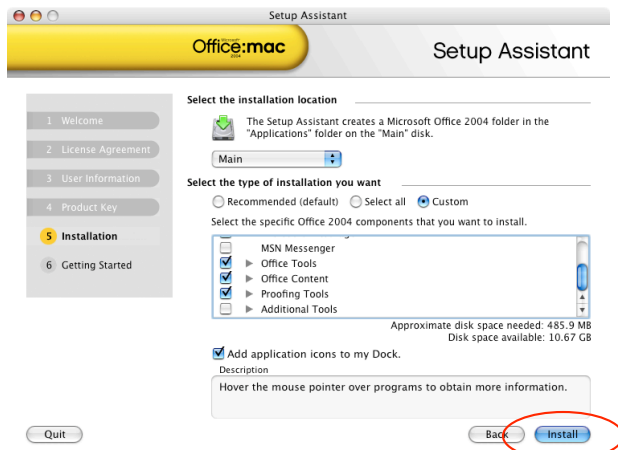 Setup Assistant
Microsoft
Office:mac
2004
Setup Assistant
1 Welcome
2 License Agreement
3 User Information
4 Product Key
5 Installation
6 Getting Started
Select the installation location
The Setup Assistant creates a Microsoft Office 2004 folder in the
"Applications" folder on the "Main" disk.
Main
Select the type of installation you want
Recommended (default) Select all Custom
Select the specific Office 2004 components that you want to install.
MSN Messenger
Office Tools
Office Content
Proofing Tools
Additional Tools
Approximate disk space needed: 485.9 MB
Disk space available: 10.67 GB
Add application icons to my Dock.
Description
Hover the mouse pointer over programs to obtain more information.
Quit Back Install